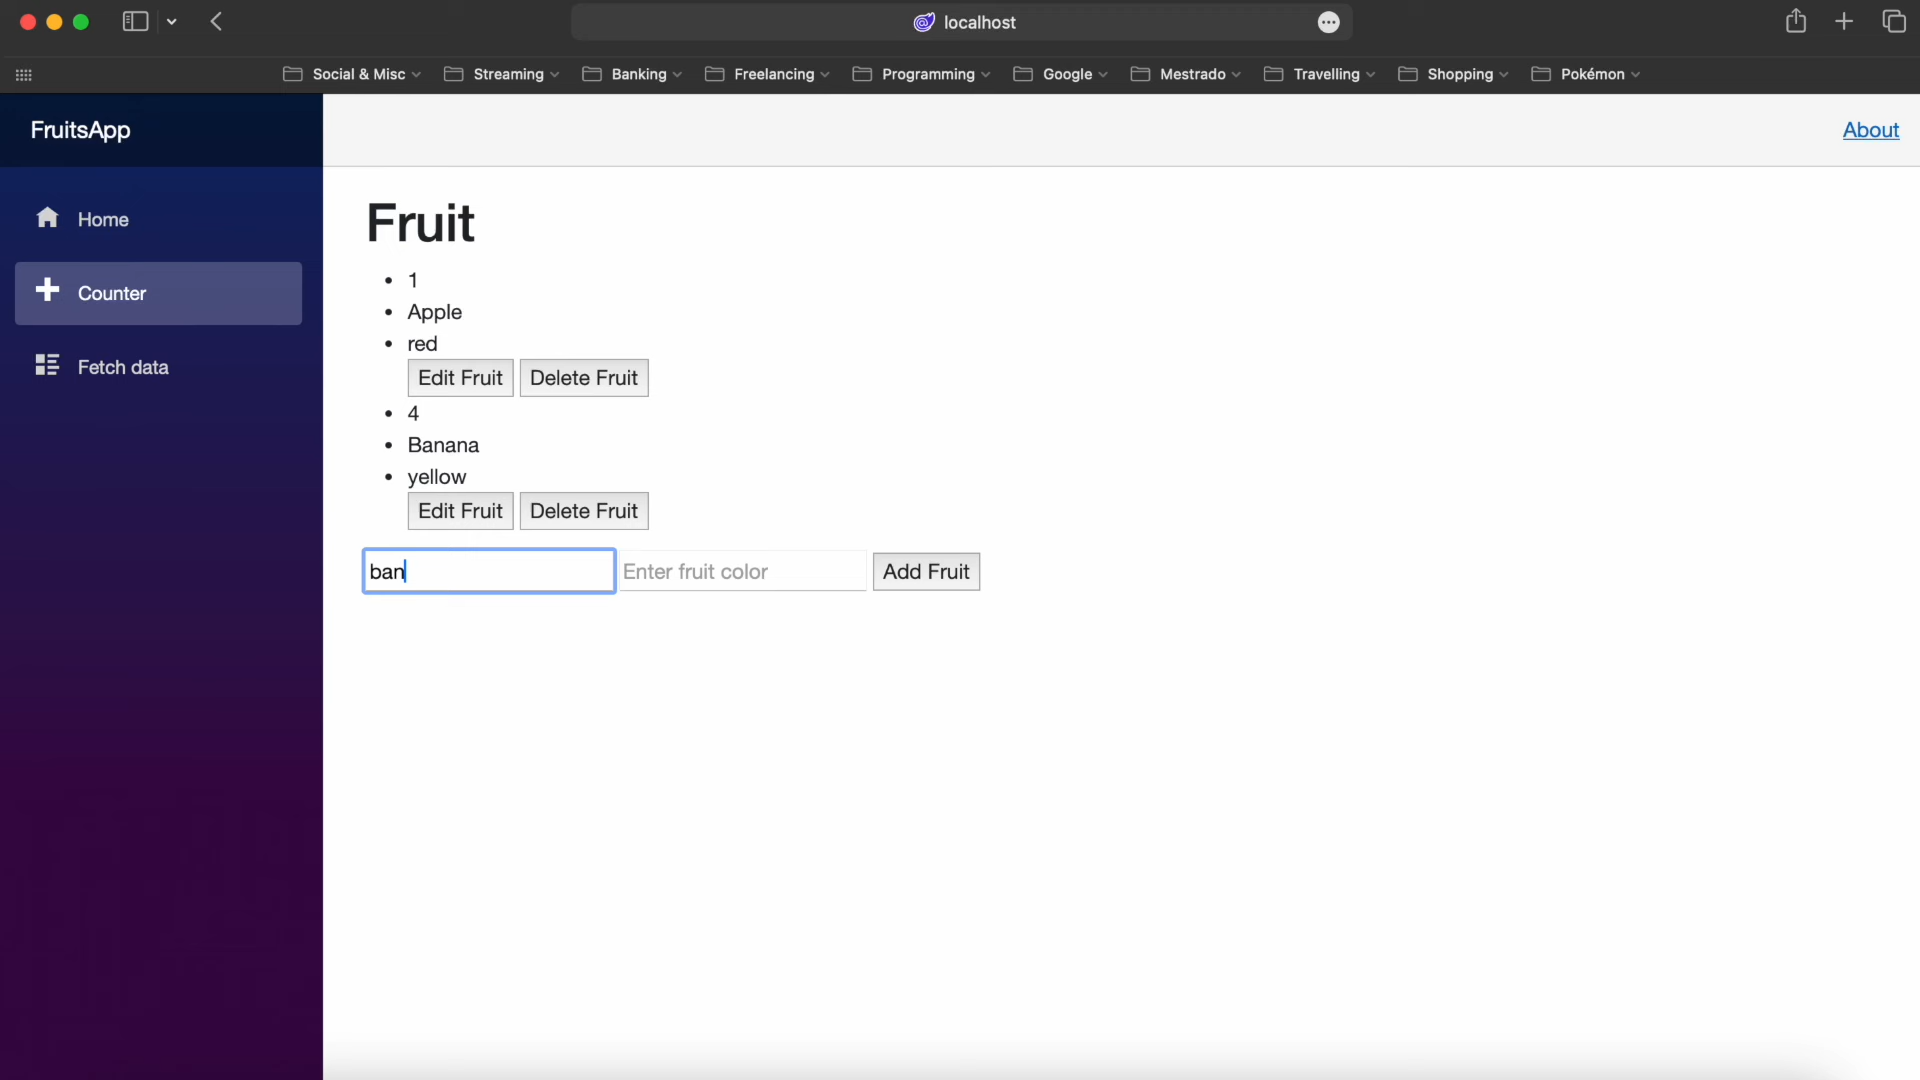 localhost
Social & Misc
Streaming
Banking
Freelancing
Programming
Google
Mestrado
Travelling
Shopping
Pokémon
FruitsApp
About
Home
Counter
Fetch data
Fruit
1
Apple
red
Edit Fruit Delete Fruit
4
Banana
yellow
Edit Fruit Delete Fruit
ban Enter fruit color Add Fruit